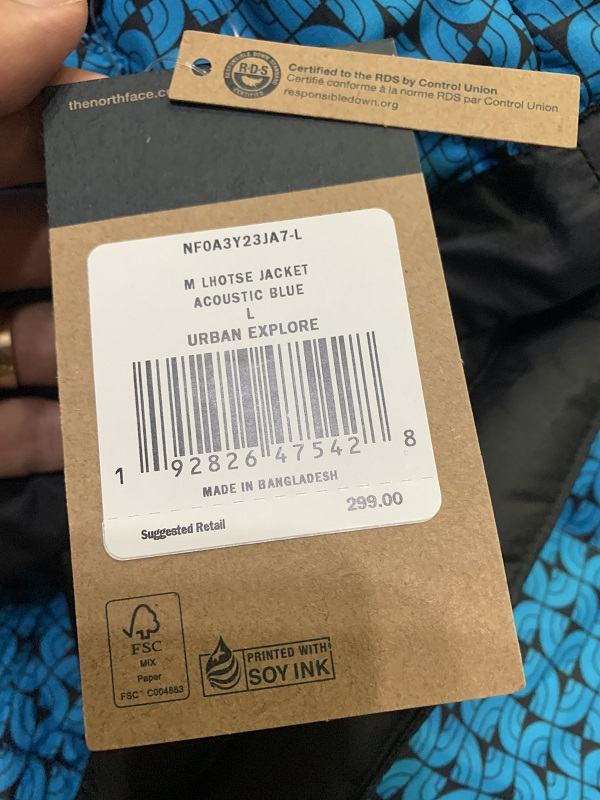 thenorthface.c
R·D·S
CERTIFIED
Certified to the RDS by Control Union
Certifié conforme à la norme RDS par Control Union
responsibledown.org
NF0A3Y23JA7-L
M LHOTSE JACKET
ACOUSTIC BLUE
L
URBAN EXPLORE
1 92826 47542 8
MADE IN BANGLADESH
299.00
Suggested Retail
FSC
MIX
Paper
FSC® C004863
PRINTED WITH
SOY INK